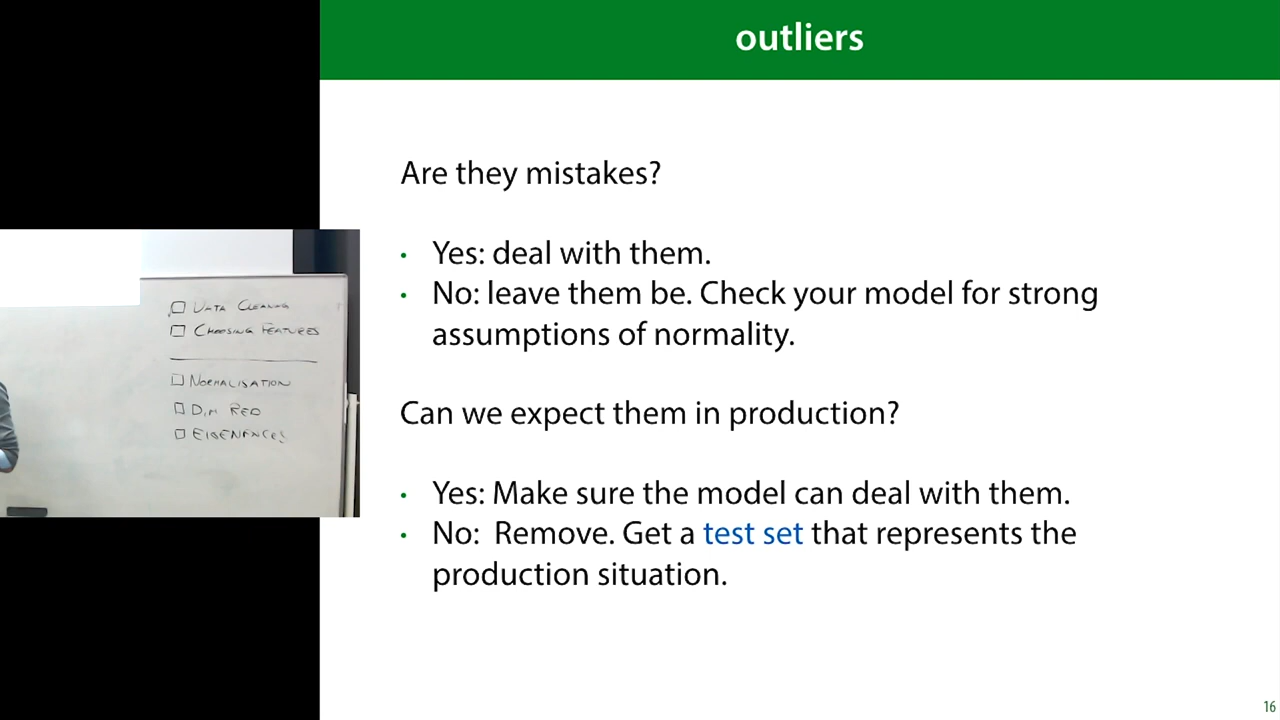 outliers
Are they mistakes?
• Yes: deal with them.
• No: leave them be. Check your model for strong
assumptions of normality.
Can we expect them in production?
• Yes: Make sure the model can deal with them.
• No: Remove. Get a test set that represents the
production situation.
16
DATA CLEANING
CHOOSING FEATURES
NORMALISATION
DIM RED
EIGENFACES